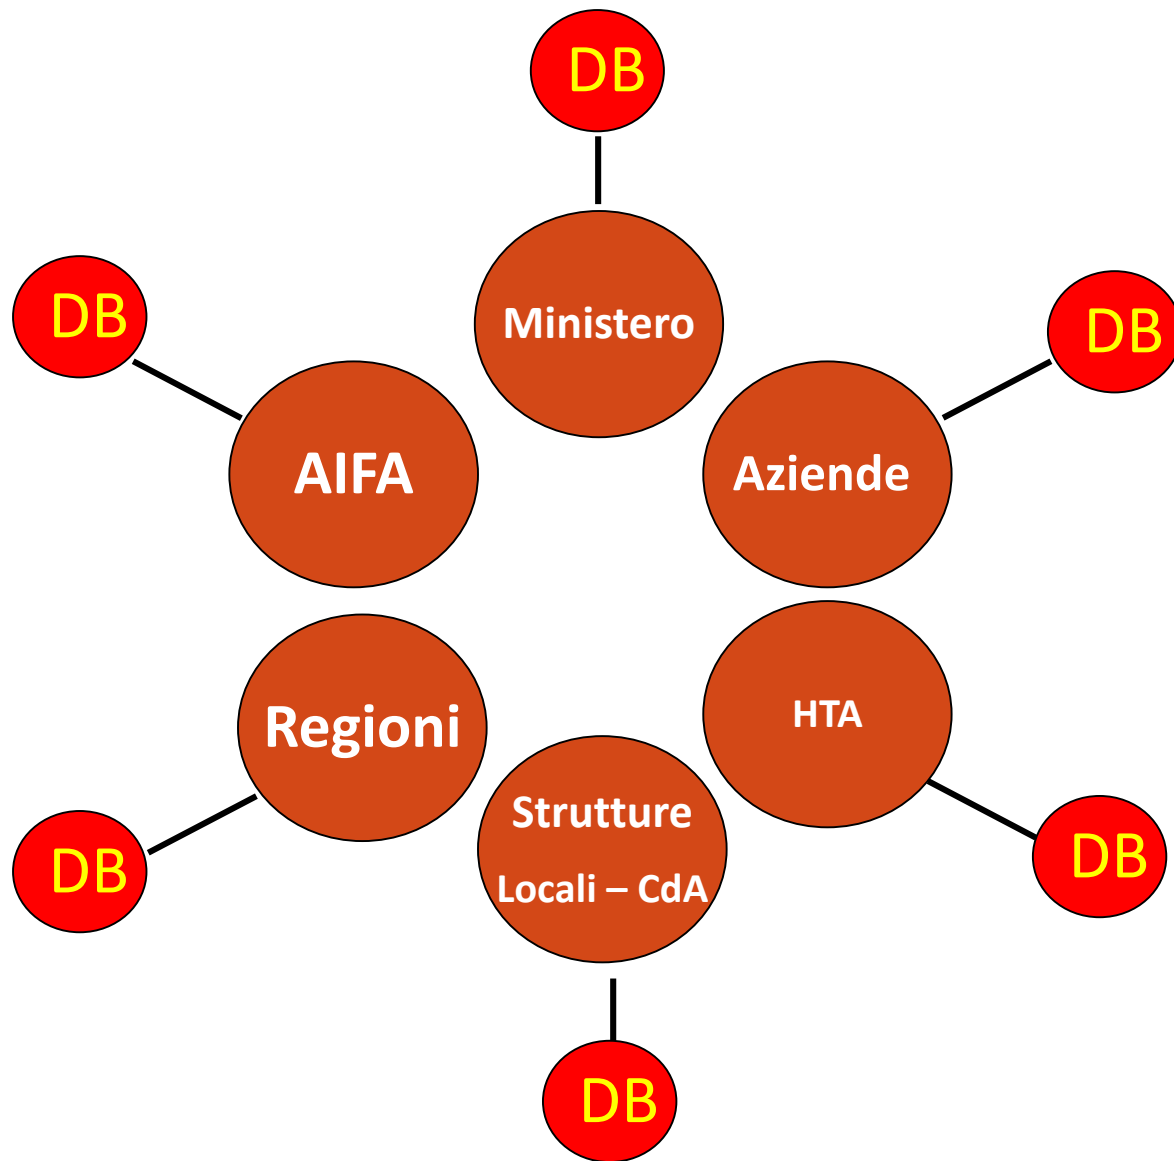 DB
Ministero
DB
DB
AIFA
Aziende
Regioni
HTA
Strutture
Locali – CdA
DB
DB
DB